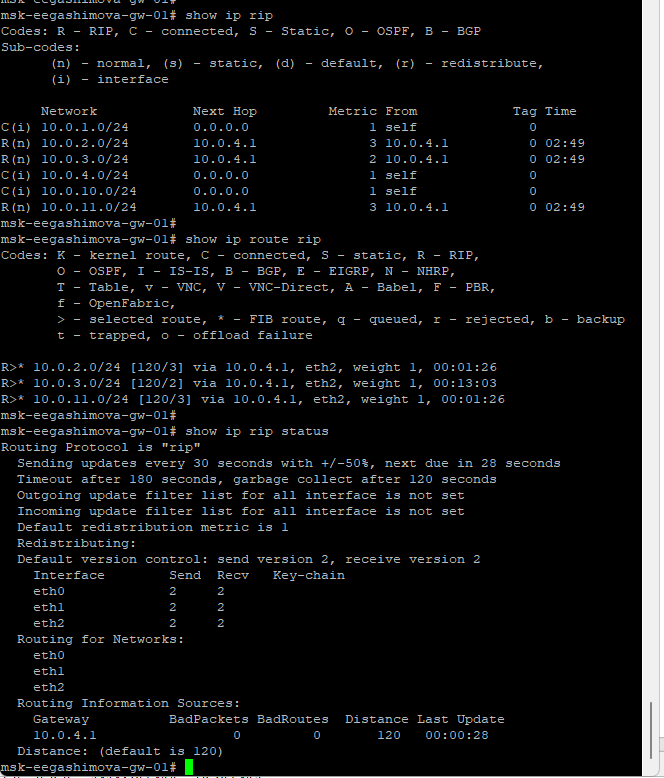 msk-eegashimova-gw-01# show ip rip
Codes: R - RIP, C - connected, S - Static, O - OSPF, B - BGP
Sub-codes:
      (n) - normal, (s) - static, (d) - default, (r) - redistribute,
      (i) - interface

     Network            Next Hop         Metric From            Tag Time
C(i) 10.0.1.0/24        0.0.0.0               1 self              0
R(n) 10.0.2.0/24        10.0.4.1              3 10.0.4.1          0 02:49
R(n) 10.0.3.0/24        10.0.4.1              2 10.0.4.1          0 02:49
C(i) 10.0.4.0/24        0.0.0.0               1 self              0
C(i) 10.0.10.0/24       0.0.0.0               1 self              0
R(n) 10.0.11.0/24       10.0.4.1              3 10.0.4.1          0 02:49
msk-eegashimova-gw-01#
msk-eegashimova-gw-01# show ip route rip
Codes: K - kernel route, C - connected, S - static, R - RIP,
       O - OSPF, I - IS-IS, B - BGP, E - EIGRP, N - NHRP,
       T - Table, v - VNC, V - VNC-Direct, A - Babel, F - PBR,
       f - OpenFabric,
       > - selected route, * - FIB route, q - queued, r - rejected, b - backup
       t - trapped, o - offload failure

R>* 10.0.2.0/24 [120/3] via 10.0.4.1, eth2, weight 1, 00:01:26
R>* 10.0.3.0/24 [120/2] via 10.0.4.1, eth2, weight 1, 00:13:03
R>* 10.0.11.0/24 [120/3] via 10.0.4.1, eth2, weight 1, 00:01:26
msk-eegashimova-gw-01#
msk-eegashimova-gw-01# show ip rip status
Routing Protocol is "rip"
  Sending updates every 30 seconds with +/-50%, next due in 28 seconds
  Timeout after 180 seconds, garbage collect after 120 seconds
  Outgoing update filter list for all interface is not set
  Incoming update filter list for all interface is not set
  Default redistribution metric is 1
  Redistributing:
  Default version control: send version 2, receive version 2
    Interface        Send  Recv   Key-chain
    eth0             2     2
    eth1             2     2
    eth2             2     2
  Routing for Networks:
    eth0
    eth1
    eth2
  Routing Information Sources:
    Gateway          BadPackets BadRoutes  Distance Last Update
    10.0.4.1                 0         0       120   00:00:28
  Distance: (default is 120)
msk-eegashimova-gw-01#